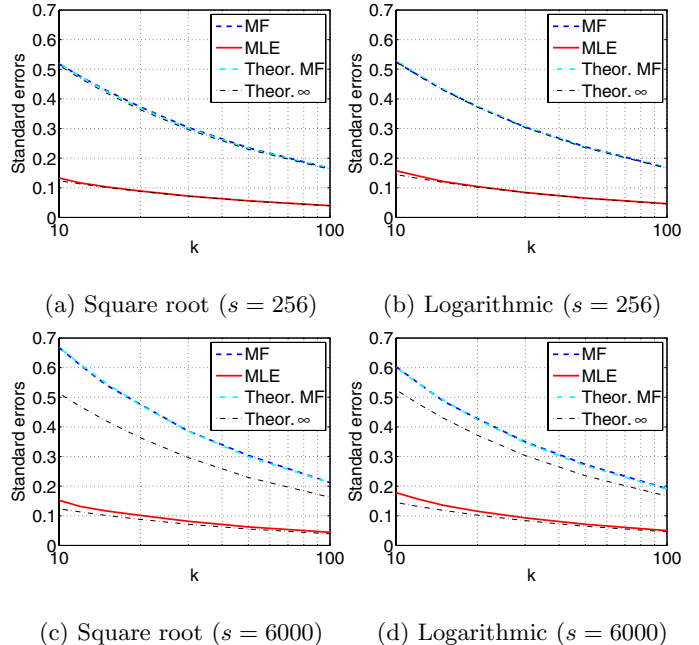 0.7
0.6
0.5
0.4
0.3
0.2
0.1
0
Standard errors
MF
MLE
Theor. MF
Theor. ∞
10
100
k
(a) Square root (s = 256)
0.7
0.6
0.5
0.4
0.3
0.2
0.1
0
Standard errors
MF
MLE
Theor. MF
Theor. ∞
10
100
k
(b) Logarithmic (s = 256)
0.7
0.6
0.5
0.4
0.3
0.2
0.1
0
Standard errors
MF
MLE
Theor. MF
Theor. ∞
10
100
k
(c) Square root (s = 6000)
0.7
0.6
0.5
0.4
0.3
0.2
0.1
0
Standard errors
MF
MLE
Theor. MF
Theor. ∞
10
100
k
(d) Logarithmic (s = 6000)